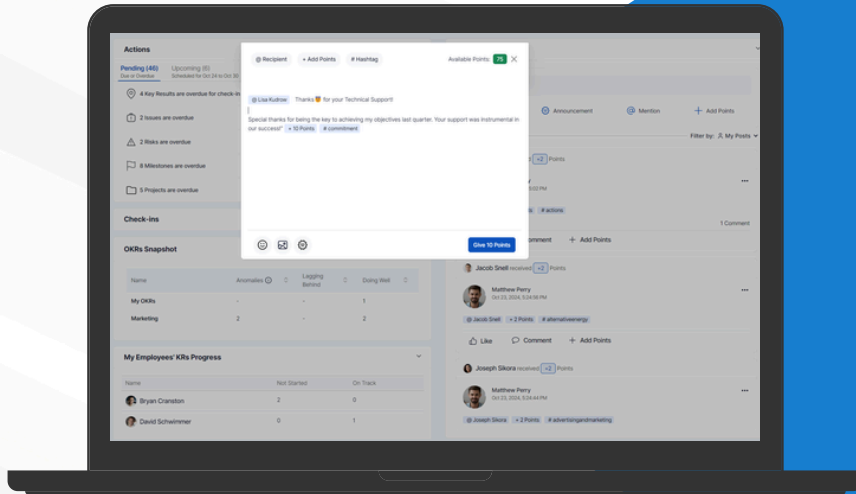 Actions
Pending (46)
Upcoming (6)
Due or Overdue
Scheduled for Oct 24 to Oct 30
4 Key Results are overdue for check-in
2 Issues are overdue
2 Risks are overdue
8 Milestones are overdue
5 Projects are overdue
Check-ins
OKRs Snapshot
Name
Anomalies
Lagging Behind
Doing Well
My OKRs - - 1
Marketing 2 - 2
My Employees' KRs Progress
Name
Not Started
On Track
Bryan Cranston 2 0
David Schwimmer 0 1
@ Recipient
+ Add Points
# Hashtag
Available Points: 75
@ Lisa Kudrow Thanks for your Technical Support!
Special thanks for being the key to achieving my objectives last quarter. Your support was instrumental in
our success!" + 10 Points # commitment
Give 10 Points
Announcement
Mention
+ Add Points
Filter by: My Posts
+2 Points
5:02 PM
# actions
1 Comment
+ Add Points
Jacob Snell received +2 Points
Matthew Perry
Oct 23, 2024, 5:24:56 PM
@ Jacob Snell + 2 Points # alternativeenergy
Like
Comment
+ Add Points
Joseph Sikora received +2 Points
Matthew Perry
Oct 23, 2024, 5:24:44 PM
@ Joseph Sikora + 2 Points # advertisingandmarketing